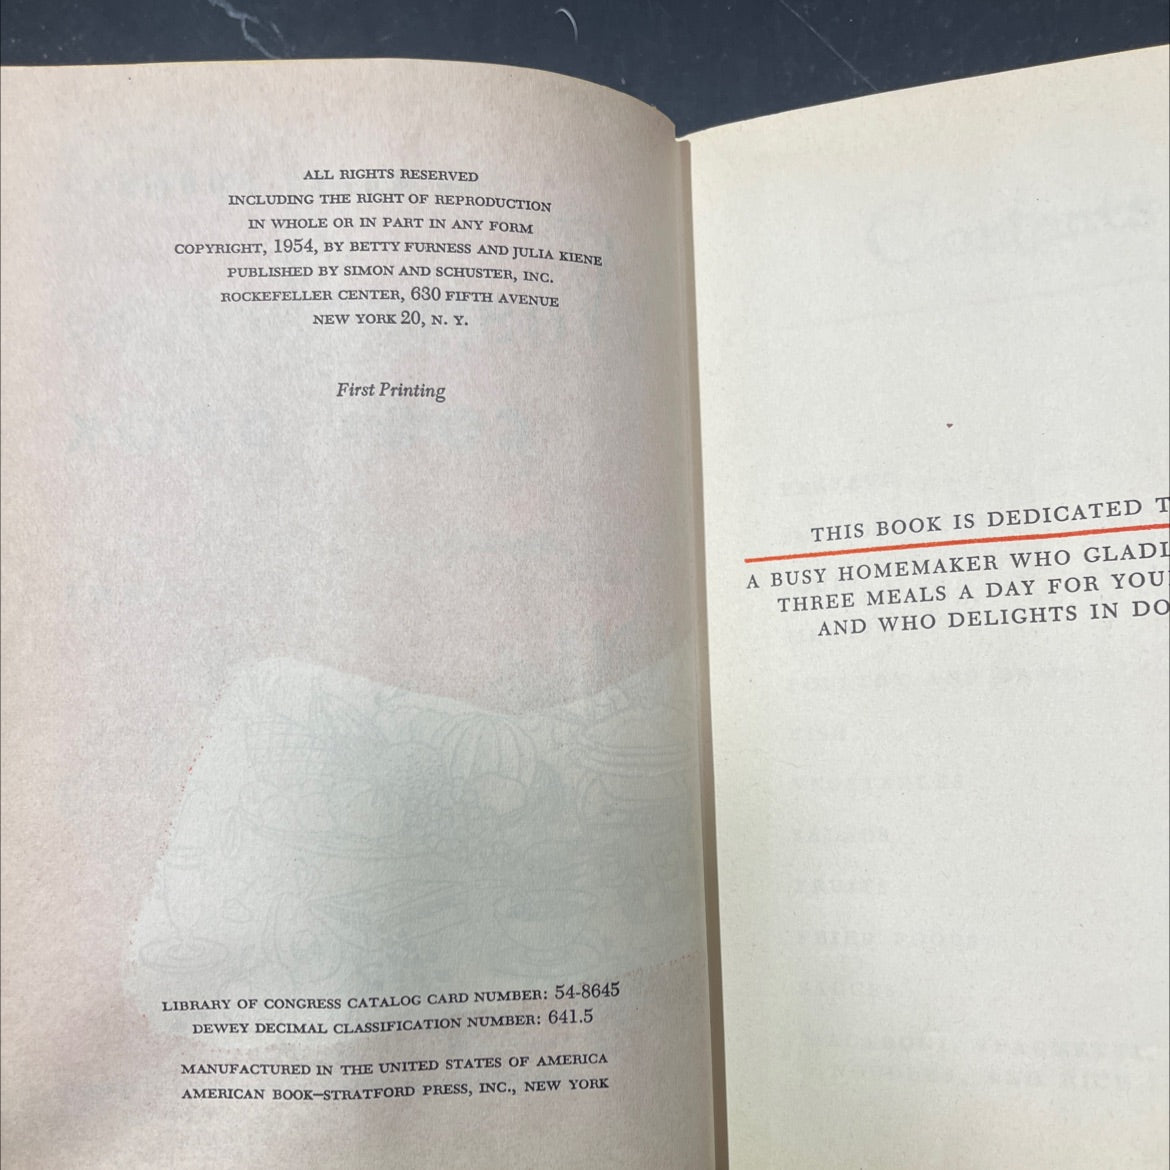 ALL RIGHTS RESERVED
INCLUDING THE RIGHT OF REPRODUCTION
IN WHOLE OR IN PART IN ANY FORM
COPYRIGHT, 1954, BY BETTY FURNESS AND JULIA KIENE
PUBLISHED BY SIMON AND SCHUSTER, INC.
ROCKEFELLER CENTER, 630 FIFTH AVENUE
NEW YORK 20, N. Y.
First Printing
LIBRARY OF CONGRESS CATALOG CARD NUMBER: 54-8645
DEWEY DECIMAL CLASSIFICATION NUMBER: 641.5
MANUFACTURED IN THE UNITED STATES OF AMERICA
AMERICAN BOOK—STRATFORD PRESS, INC., NEW YORK
THIS BOOK IS DEDICATED T
A BUSY HOMEMAKER WHO GLADL
THREE MEALS A DAY FOR YOU
AND WHO DELIGHTS IN DO